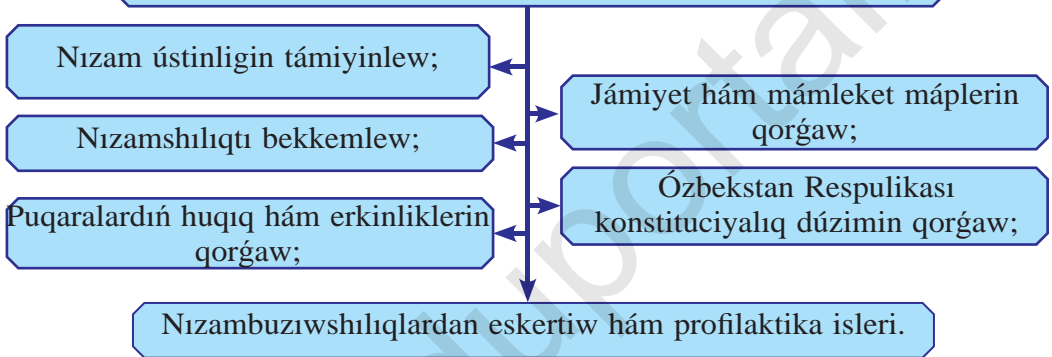 Nızam ústinligin támiyinlew;
Jámiyet hám mámleket máplerin
qorǵaw;
Nızamshılıqtı bekkemlew;
Ózbekstan Respulikası
konstituciyalıq dúzimin qorǵaw;
Puqaralardıń huqıq hám erkinliklerin
qorǵaw;
Nızambuzıwshılıqlardan eskertiw hám profilaktika isleri.